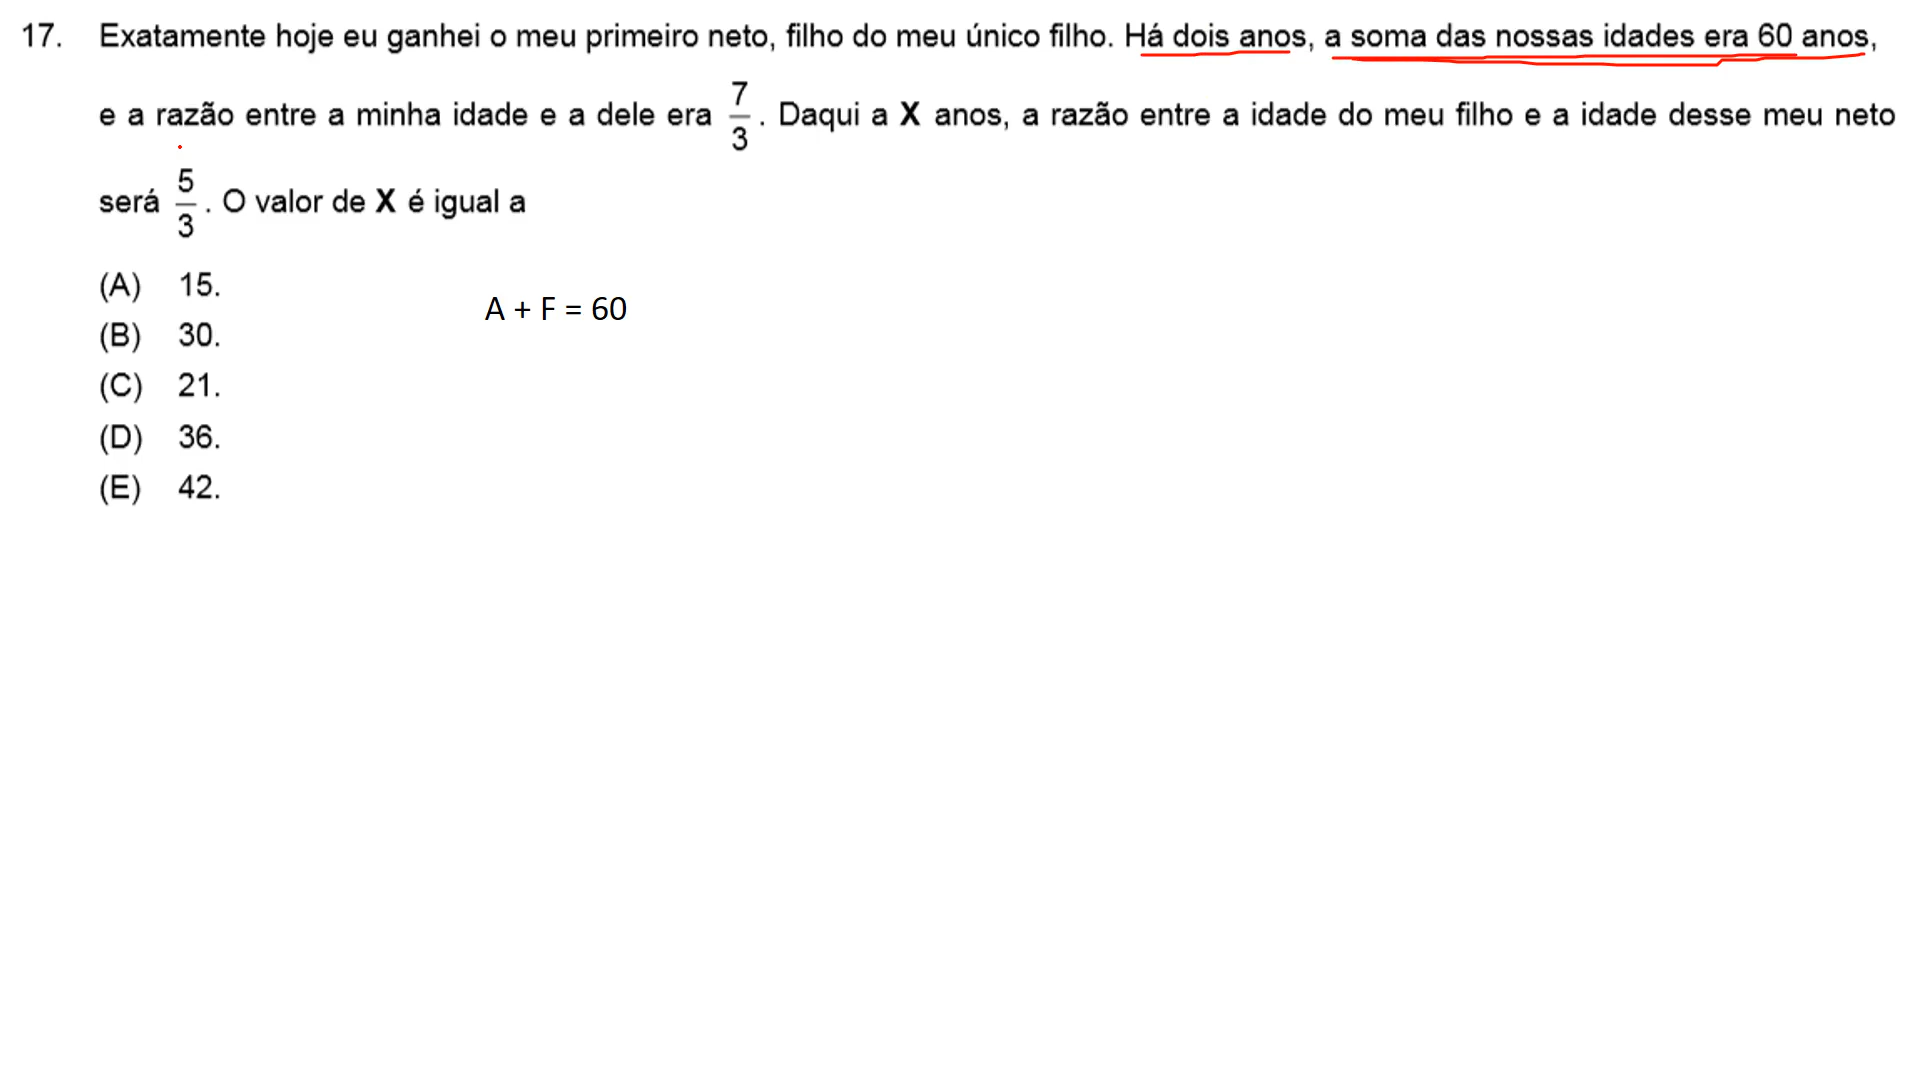 17. Exatamente hoje eu ganhei o meu primeiro neto, filho do meu único filho. Há dois anos, a soma das nossas idades era 60 anos,
e a razão entre a minha idade e a dele era 7/3. Daqui a X anos, a razão entre a idade do meu filho e a idade desse meu neto
será 5/3. O valor de X é igual a
(A) 15.
(B) 30.
(C) 21.
(D) 36.
(E) 42.
A + F = 60